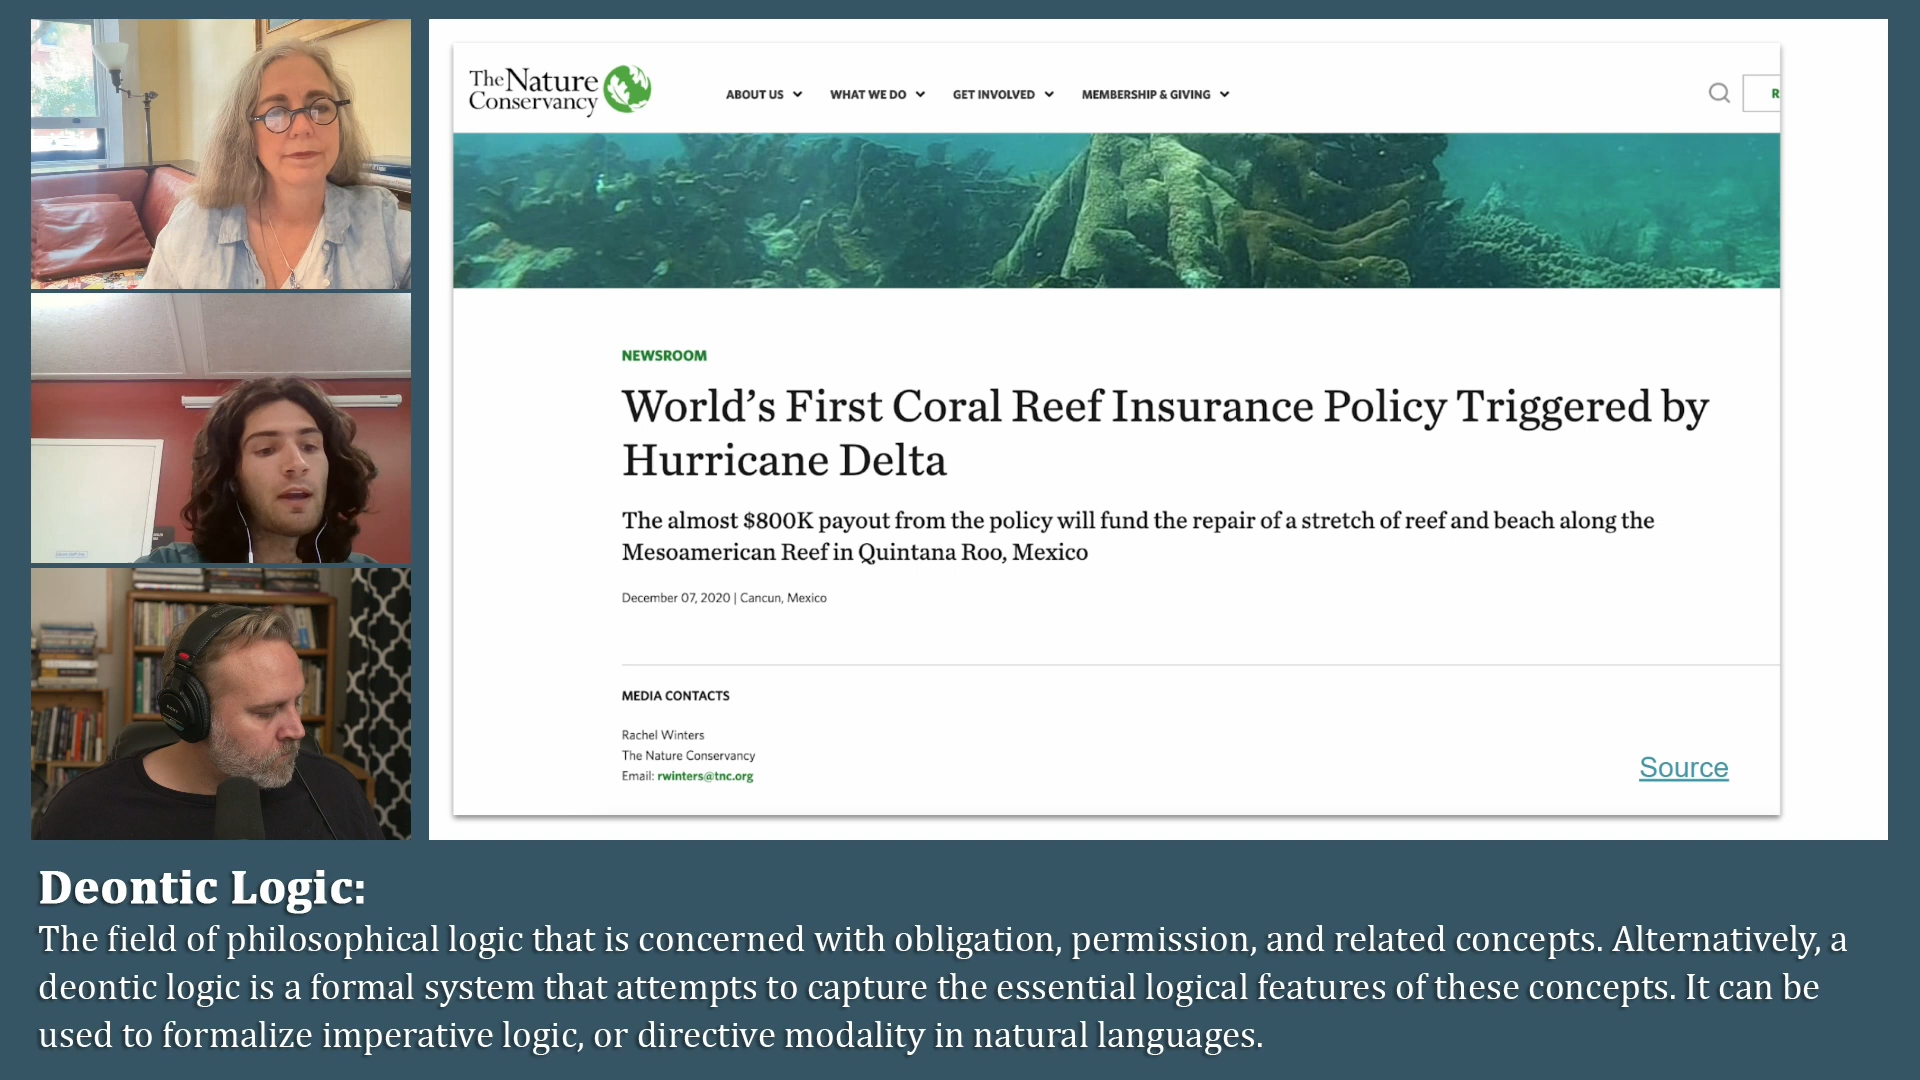 The Nature
Conservancy
ABOUT US
WHAT WE DO
GET INVOLVED
MEMBERSHIP & GIVING
R
NEWSROOM
World's First Coral Reef Insurance Policy Triggered by
Hurricane Delta
The almost $800K payout from the policy will fund the repair of a stretch of reef and beach along the
Mesoamerican Reef in Quintana Roo, Mexico
December 07, 2020 | Cancun, Mexico
MEDIA CONTACTS
Rachel Winters
The Nature Conservancy
Email: rwinters@tnc.org
Source
SONY
Deontic Logic:
The field of philosophical logic that is concerned with obligation, permission, and related concepts. Alternatively, a
deontic logic is a formal system that attempts to capture the essential logical features of these concepts. It can be
used to formalize imperative logic, or directive modality in natural languages.